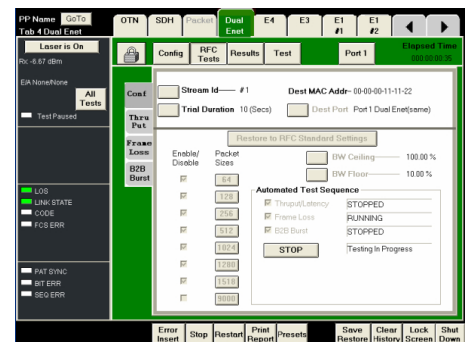 PP Name GoTo
Tab 4 Dual Enet
OTN SDH Packet Dual Enet E4 E3 E1 #1 E1 #2
Laser is On
Rx: -6.67 dBm
Config RFC Tests Results Test Port 1
Elapsed Time
000:00:00:35
E/A None/None
All Tests
Test Paused
Conf
Thru Put
Frame Loss
B2B Burst
Stream Id #1
Dest MAC Addr- 00-00-00-11-11-22
Trial Duration 10 (Secs)
Dest Port Port 1 Dual Enet(same)
Restore to RFC Standard Settings
Enable/ Disable
Packet Sizes
BW Ceiling 100.00 %
BW Floor 10.00 %
64
128
256
512
1024
1280
1518
9000
Automated Test Sequence
Thruput/Latency STOPPED
Frame Loss RUNNING
B2B Burst STOPPED
STOP Testing In Progress
LOS
LINK STATE
CODE
FCS ERR
PAT SYNC
BIT ERR
SEQ ERR
Error Insert Stop Restart Print Report Presets Save Restore Clear History Lock Screen Shut Down